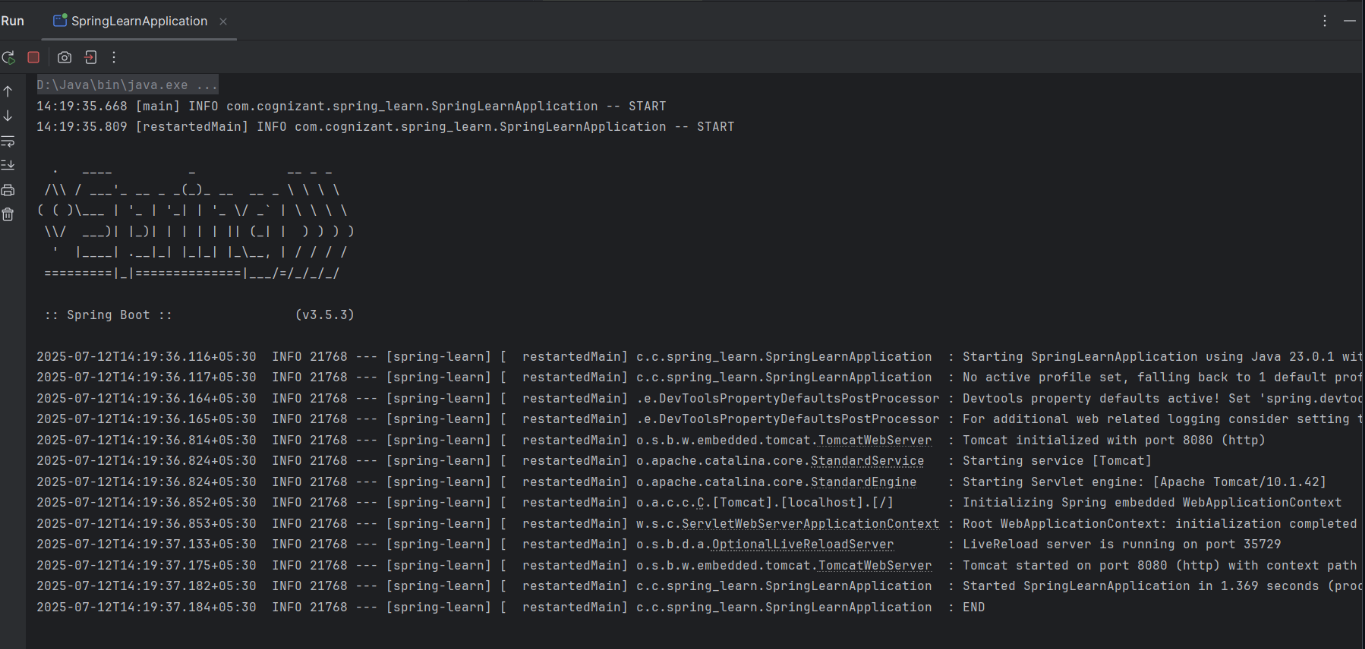 Run SpringLearnApplication
D:\Java\bin\java.exe ...
14:19:35.668 [main] INFO com.cognizant.spring_learn.SpringLearnApplication -- START
14:19:35.809 [restartedMain] INFO com.cognizant.spring_learn.SpringLearnApplication -- START
  .   ____          _            __ _ _
 /\\ / ___'_ __ _ _(_)_ __  __ _ \ \ \ \
( ( )\___ | '_ | '_| | '_ \/ _` | \ \ \ \
 \\/  ___)| |_)| | | | | || (_| |  ) ) ) )
  '  |____| .__|_| |_|_| |_\__, | / / / /
 =========|_|==============|___/=/_/_/_/
 :: Spring Boot ::                (v3.5.3)
2025-07-12T14:19:36.116+05:30  INFO 21768 --- [spring-learn] [  restartedMain] c.c.spring_learn.SpringLearnApplication  : Starting SpringLearnApplication using Java 23.0.1 wit
2025-07-12T14:19:36.117+05:30  INFO 21768 --- [spring-learn] [  restartedMain] c.c.spring_learn.SpringLearnApplication  : No active profile set, falling back to 1 default prof
2025-07-12T14:19:36.164+05:30  INFO 21768 --- [spring-learn] [  restartedMain] .e.DevToolsPropertyDefaultsPostProcessor : Devtools property defaults active! Set 'spring.devtoo
2025-07-12T14:19:36.165+05:30  INFO 21768 --- [spring-learn] [  restartedMain] .e.DevToolsPropertyDefaultsPostProcessor : For additional web related logging consider setting t
2025-07-12T14:19:36.814+05:30  INFO 21768 --- [spring-learn] [  restartedMain] o.s.b.w.embedded.tomcat.TomcatWebServer  : Tomcat initialized with port 8080 (http)
2025-07-12T14:19:36.824+05:30  INFO 21768 --- [spring-learn] [  restartedMain] o.apache.catalina.core.StandardService   : Starting service [Tomcat]
2025-07-12T14:19:36.824+05:30  INFO 21768 --- [spring-learn] [  restartedMain] o.apache.catalina.core.StandardEngine    : Starting Servlet engine: [Apache Tomcat/10.1.42]
2025-07-12T14:19:36.852+05:30  INFO 21768 --- [spring-learn] [  restartedMain] o.a.c.c.C.[Tomcat].[localhost].[/]       : Initializing Spring embedded WebApplicationContext
2025-07-12T14:19:36.853+05:30  INFO 21768 --- [spring-learn] [  restartedMain] w.s.c.ServletWebServerApplicationContext : Root WebApplicationContext: initialization completed
2025-07-12T14:19:37.133+05:30  INFO 21768 --- [spring-learn] [  restartedMain] o.s.b.d.a.OptionalLiveReloadServer       : LiveReload server is running on port 35729
2025-07-12T14:19:37.175+05:30  INFO 21768 --- [spring-learn] [  restartedMain] o.s.b.w.embedded.tomcat.TomcatWebServer  : Tomcat started on port 8080 (http) with context path
2025-07-12T14:19:37.182+05:30  INFO 21768 --- [spring-learn] [  restartedMain] c.c.spring_learn.SpringLearnApplication  : Started SpringLearnApplication in 1.369 seconds (proc
2025-07-12T14:19:37.184+05:30  INFO 21768 --- [spring-learn] [  restartedMain] c.c.spring_learn.SpringLearnApplication  : END